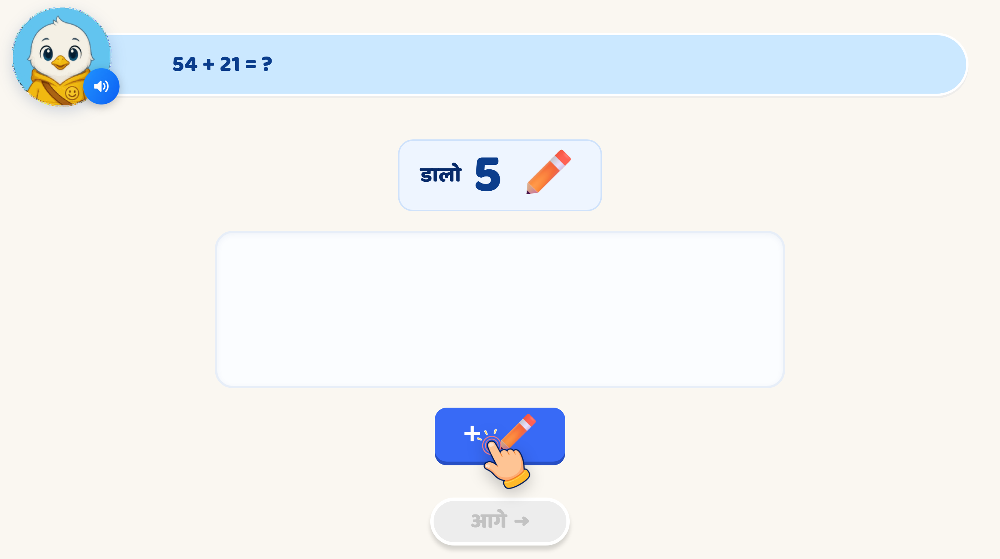 54 + 21 = ?
डालो 5
+
आगे →